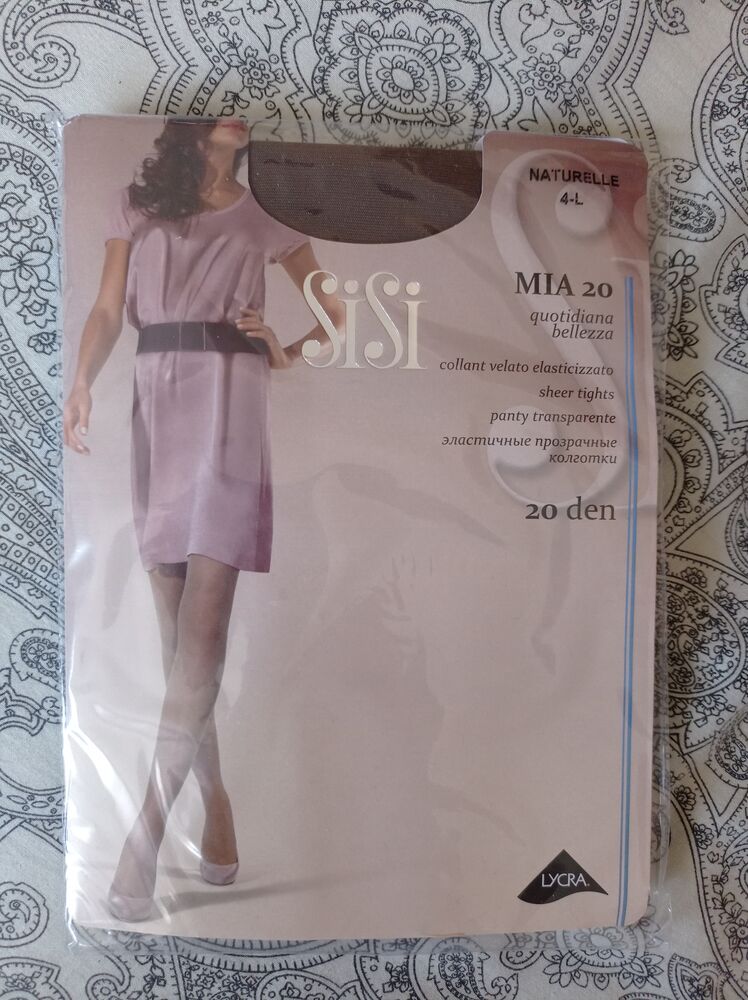 NATURELLE
4-L
SiSi
MIA 20
quotidiana
bellezza
collant velato elasticizzato
sheer tights
panty transparente
эластичные прозрачные
колготки
20 den
LYCRA®